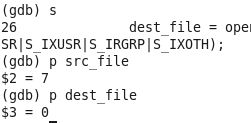 (gdb) s
26 dest_file = open
SR|S_IXUSR|S_IRGRP|S_IXOTH);
(gdb) p src_file
$2 = 7
(gdb) p dest_file
$3 = 0